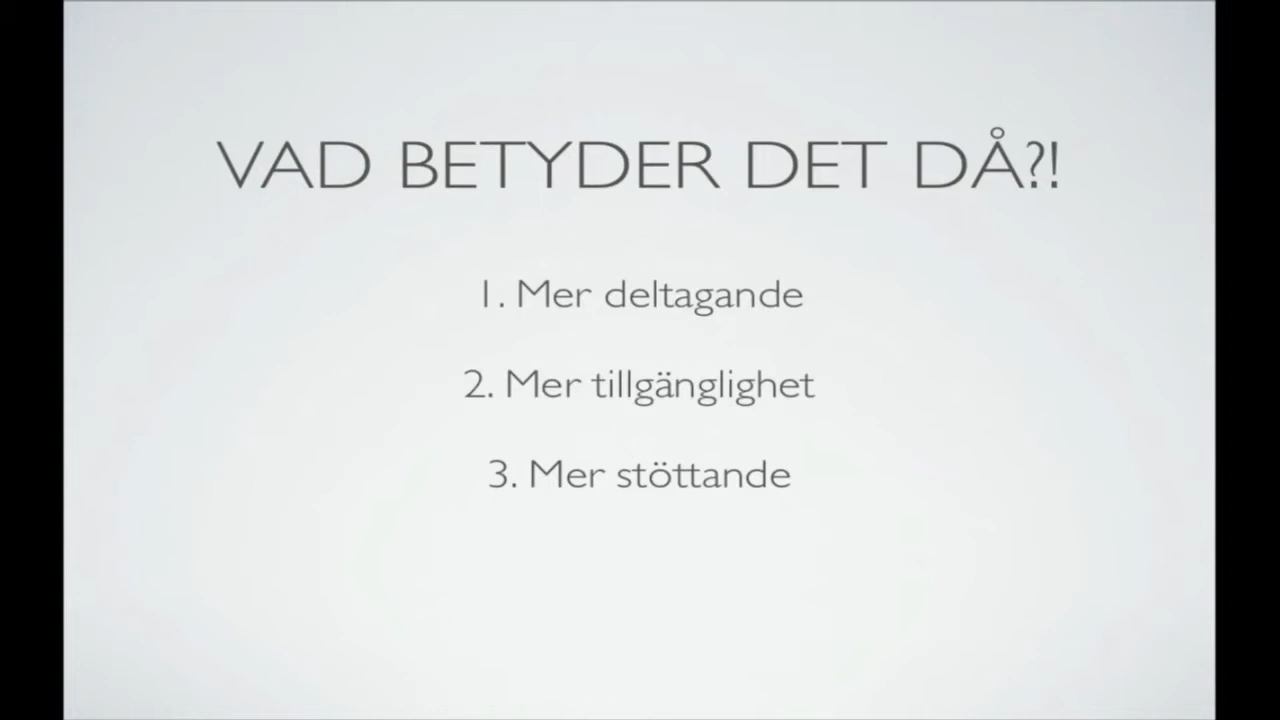 VAD BETYDER DET DÅ?!
1. Mer deltagande
2. Mer tillgänglighet
3. Mer stöttande